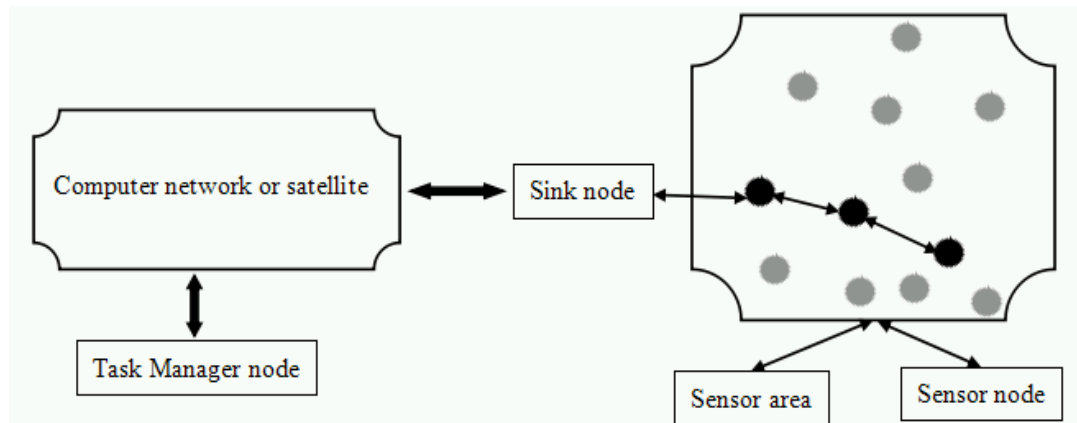 Computer network or satellite
Sink node
Task Manager node
Sensor area
Sensor node